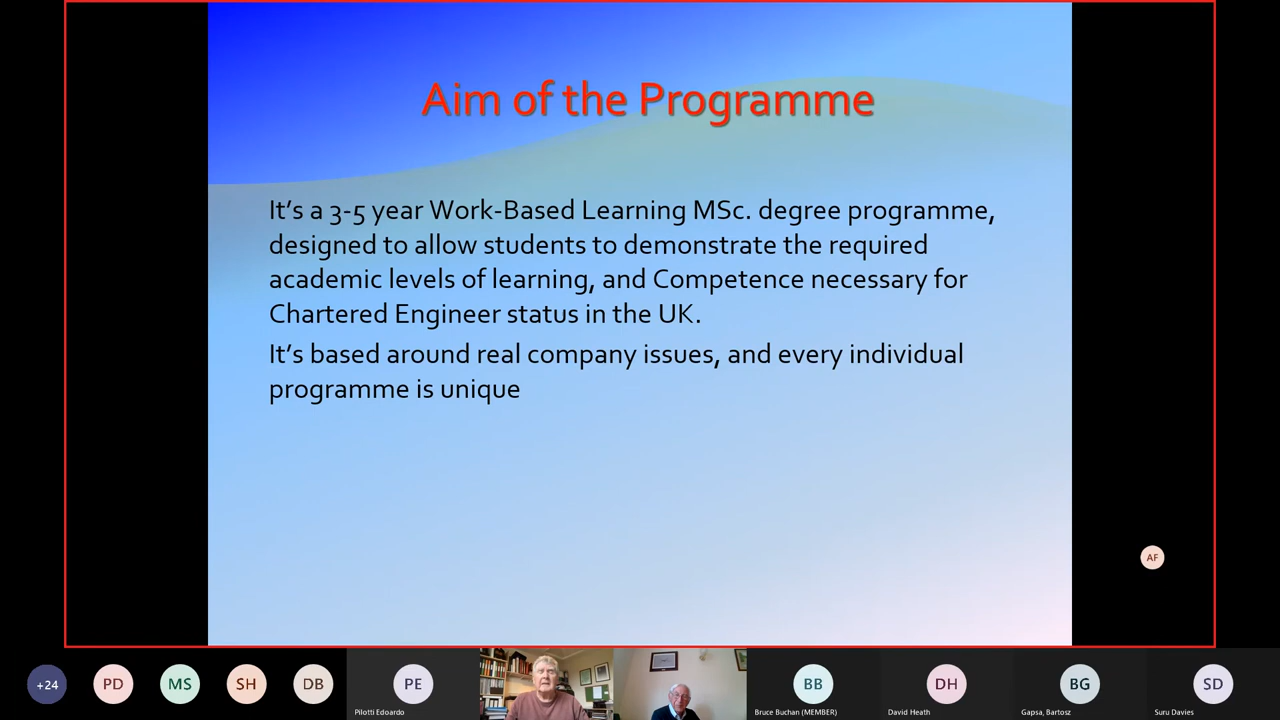 Aim of the Programme
It's a 3-5 year Work-Based Learning MSc. degree programme,
designed to allow students to demonstrate the required
academic levels of learning, and Competence necessary for
Chartered Engineer status in the UK.
It's based around real company issues, and every individual
programme is unique
AF
+24
PD
MS
SH
DB
PE
Pilotti Edoardo
BB
Bruce Buchan (MEMBER)
DH
David Heath
BG
Gapsa, Bartosz
SD
Suru Davies